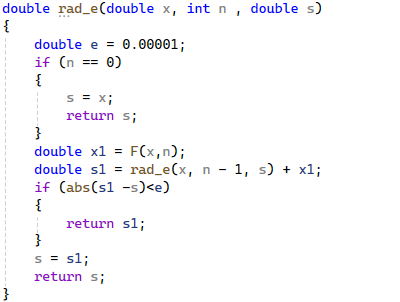 double rad_e(double x, int n , double s)
{
    double e = 0.00001;
    if (n == 0)
    {
        s = x;
        return s;
    }
    double x1 = F(x,n);
    double s1 = rad_e(x, n - 1, s) + x1;
    if (abs(s1 -s)<e)
    {
        return s1;
    }
    s = s1;
    return s;
}